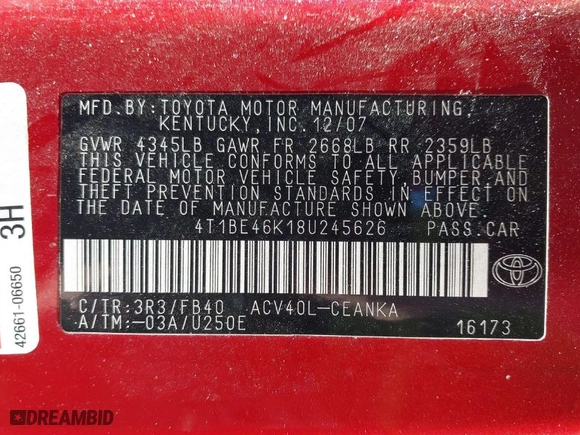 MFD. BY: TOYOTA MOTOR MANUFACTURING,
KENTUCKY, INC. 12/07
GVWR 4345LB GAWR FR 2668LB RR 2359LB
THIS VEHICLE CONFORMS TO ALL APPLICABLE
FEDERAL MOTOR VEHICLE SAFETY, BUMPER AND
THEFT PREVENTION STANDARDS IN EFFECT ON
THE DATE OF MANUFACTURE SHOWN ABOVE.
4T1BE46K18U245626 PASS.CAR
C/TR:3R3/FB40 ACV40L-CEANKA
A/TM:-03A/U250E
16173
3H
42661-06650
DREAMBID